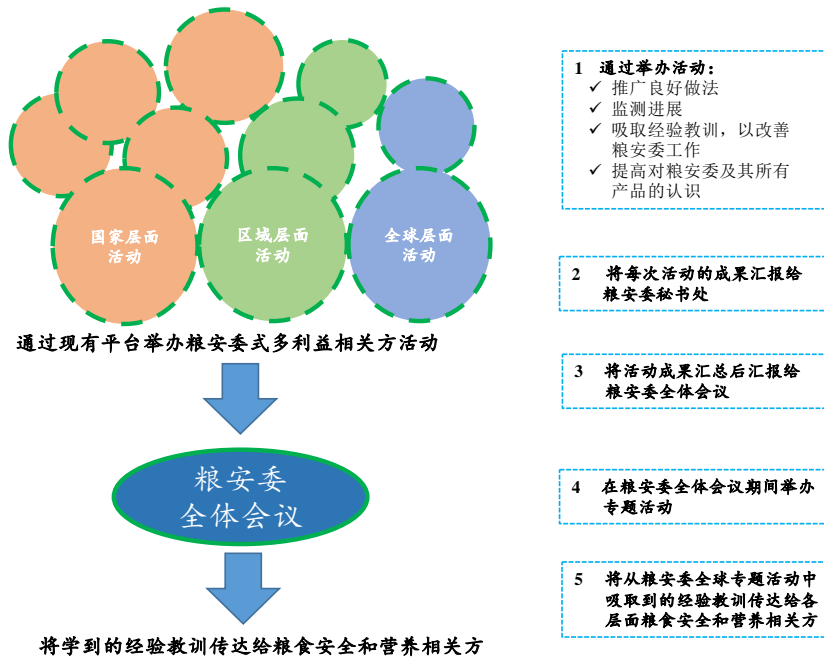 国家层面
活动
区域层面
活动
全球层面
活动
通过现有平台举办粮安委式多利益相关方活动
粮安委
全体会议
将学到的经验教训传达给粮食安全和营养相关方
1 通过举办活动：
✓ 推广良好做法
✓ 监测进展
✓ 吸取经验教训，以改善
粮安委工作
✓ 提高对粮安委及其所有
产品的认识
2 将每次活动的成果汇报给
粮安委秘书处
3 将活动成果汇总后汇报给
粮安委全体会议
4 在粮安委全体会议期间举办
专题活动
5 将从粮安委全球专题活动中
吸取到的经验教训传达给各
层面粮食安全和营养相关方